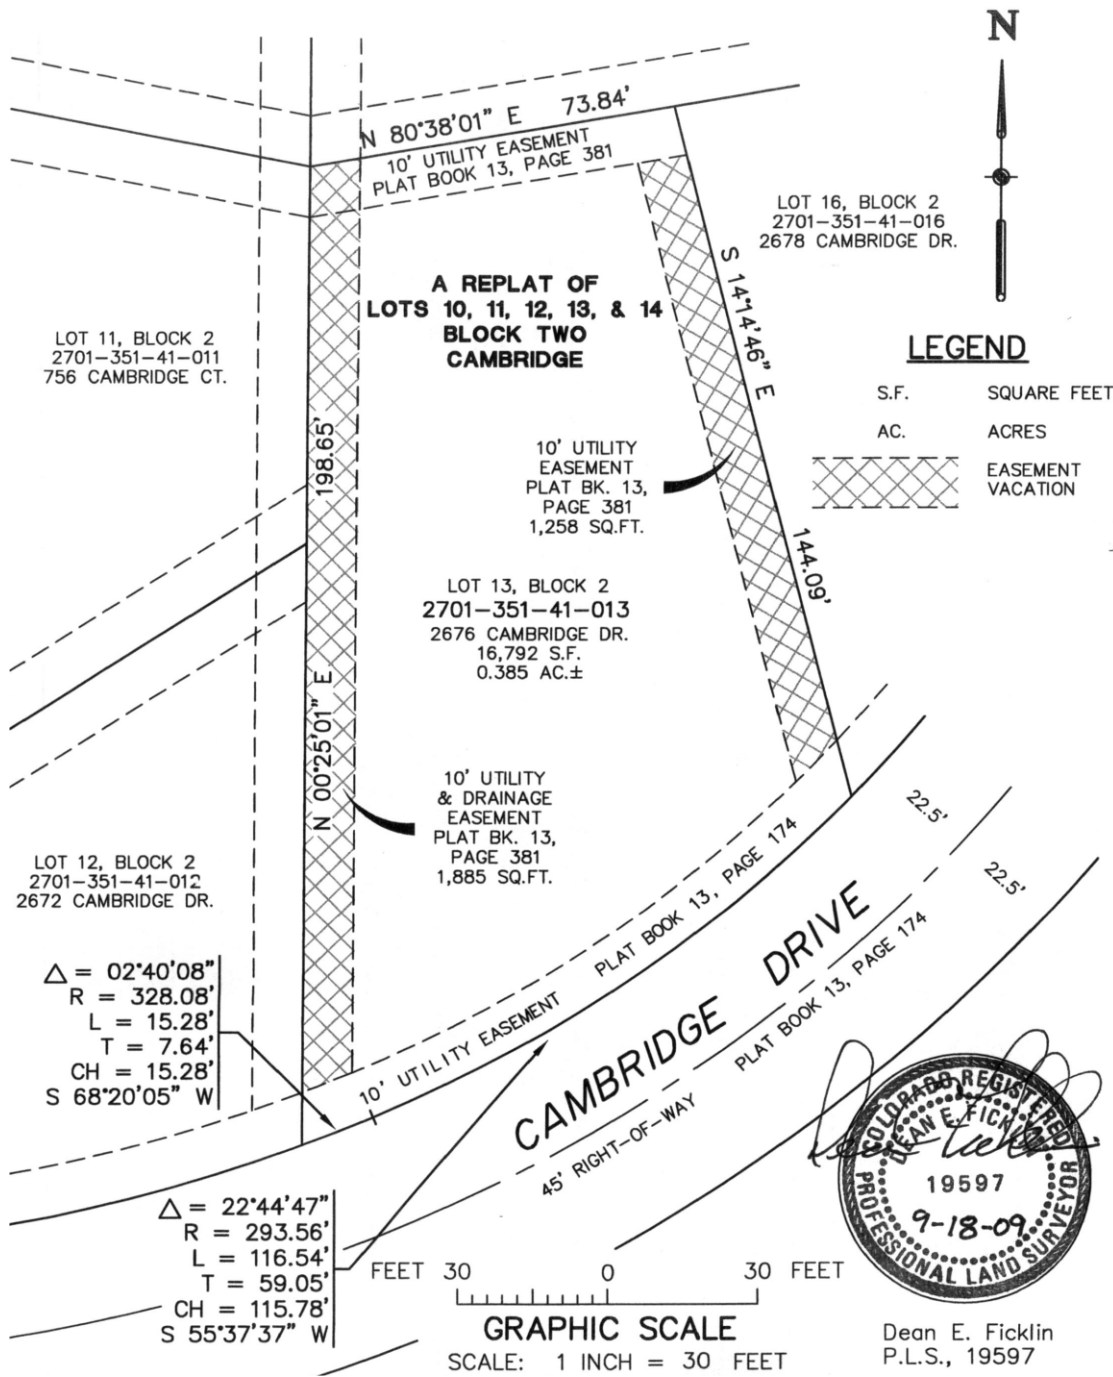 N
N 80°38'01" E 73.84'
10' UTILITY EASEMENT
PLAT BOOK 13, PAGE 381
LOT 16, BLOCK 2
2701-351-41-016
2678 CAMBRIDGE DR.
S 14°14'46" E
144.09'
A REPLAT OF
LOTS 10, 11, 12, 13, & 14
BLOCK TWO
CAMBRIDGE
LOT 11, BLOCK 2
2701-351-41-011
756 CAMBRIDGE CT.
LEGEND
S.F. SQUARE FEET
AC. ACRES
EASEMENT
VACATION
N 00°25'01" E 198.65'
10' UTILITY
EASEMENT
PLAT BK. 13,
PAGE 381
1,258 SQ.FT.
LOT 13, BLOCK 2
2701-351-41-013
2676 CAMBRIDGE DR.
16,792 S.F.
0.385 AC.±
10' UTILITY
& DRAINAGE
EASEMENT
PLAT BK. 13,
PAGE 381
1,885 SQ.FT.
LOT 12, BLOCK 2
2701-351-41-012
2672 CAMBRIDGE DR.
22.5'
22.5'
10' UTILITY EASEMENT PLAT BOOK 13, PAGE 174
CAMBRIDGE DRIVE
45' RIGHT-OF-WAY PLAT BOOK 13, PAGE 174
△ = 02°40'08"
R = 328.08'
L = 15.28'
T = 7.64'
CH = 15.28'
S 68°20'05" W
△ = 22°44'47"
R = 293.56'
L = 116.54'
T = 59.05'
CH = 115.78'
S 55°37'37" W
FEET 30 0 30 FEET
GRAPHIC SCALE
SCALE: 1 INCH = 30 FEET
COLORADO REGISTERED
DEAN E. FICKLIN
19597
9-18-09
PROFESSIONAL LAND SURVEYOR
Dean E. Ficklin
P.L.S., 19597